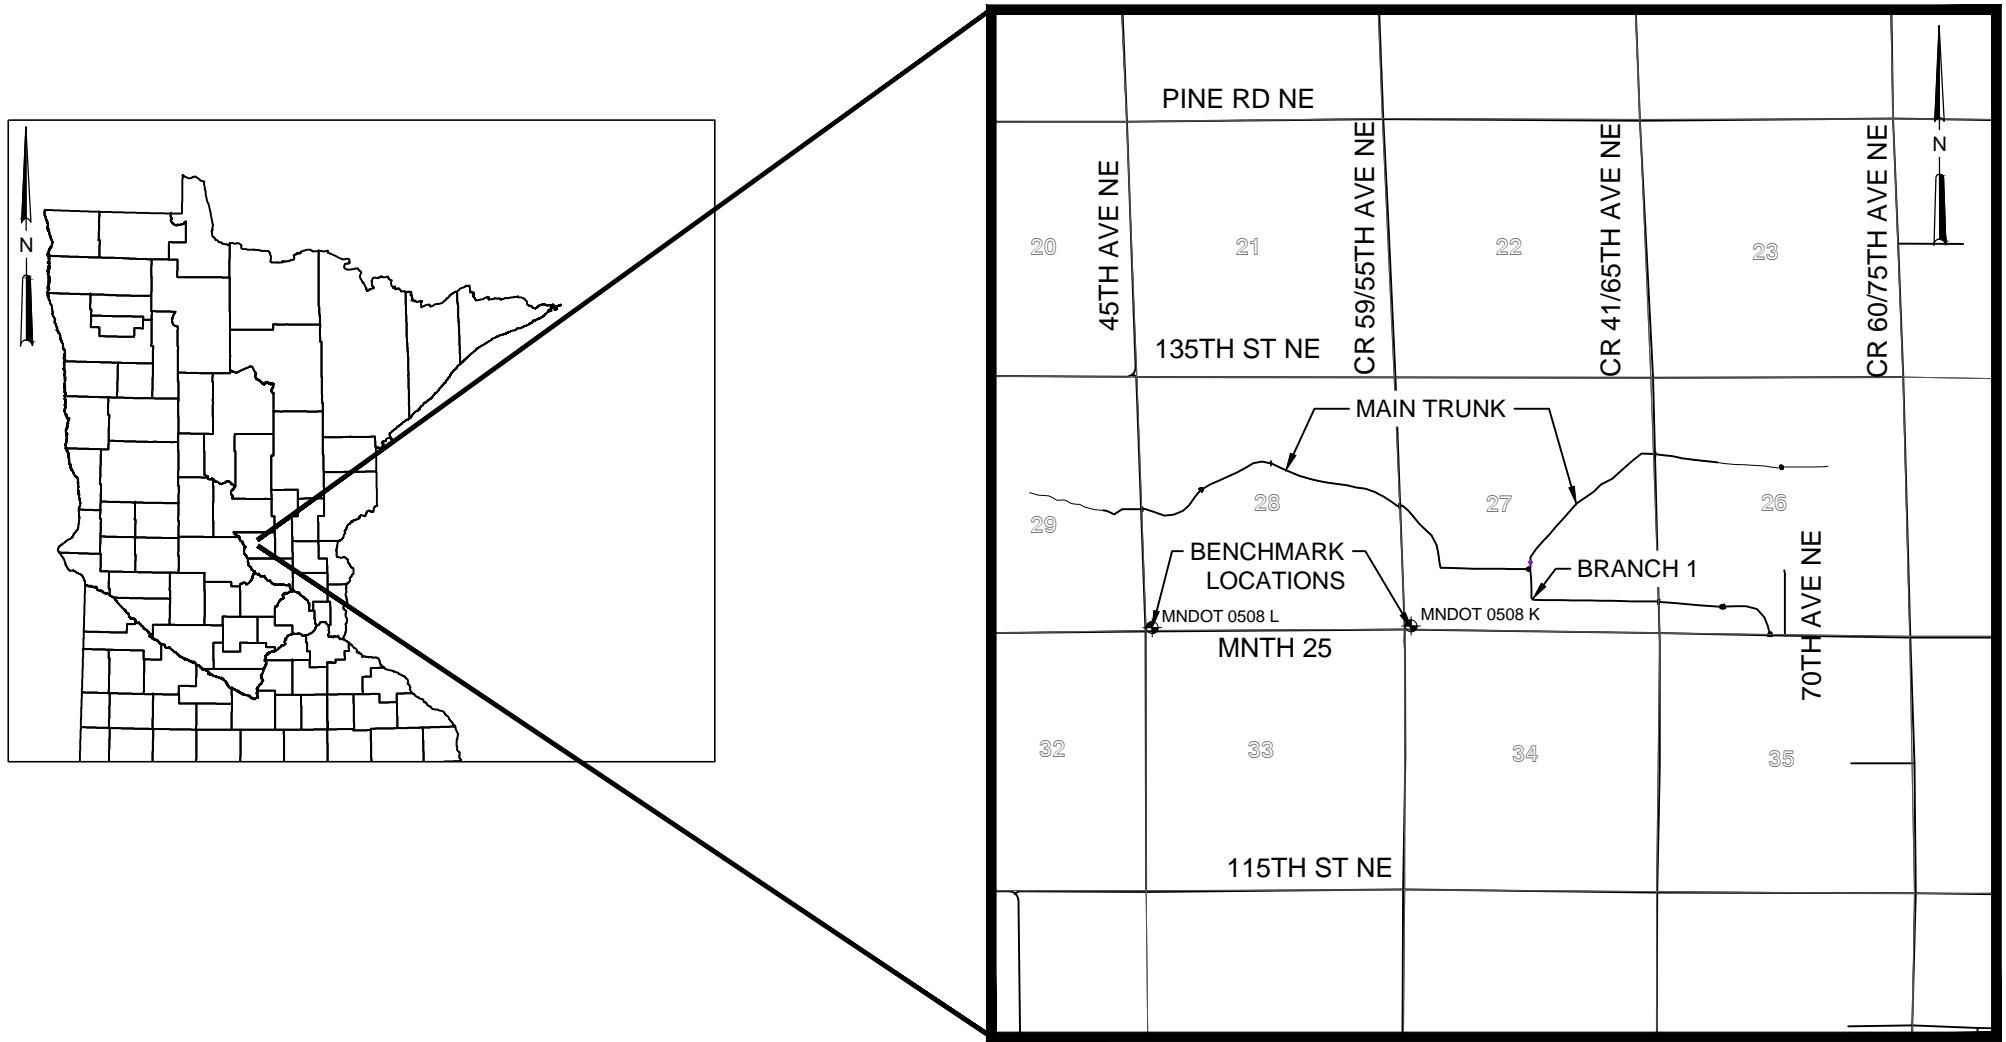 PINE RD NE
N
45TH AVE NE
CR 59/55TH AVE NE
CR 41/65TH AVE NE
CR 60/75TH AVE NE
N
20
21
22
23
135TH ST NE
MAIN TRUNK
29
28
27
26
BENCHMARK
LOCATIONS
BRANCH 1
70TH AVE NE
MNDOT 0508 L
MNDOT 0508 K
MNTH 25
32
33
34
35
115TH ST NE